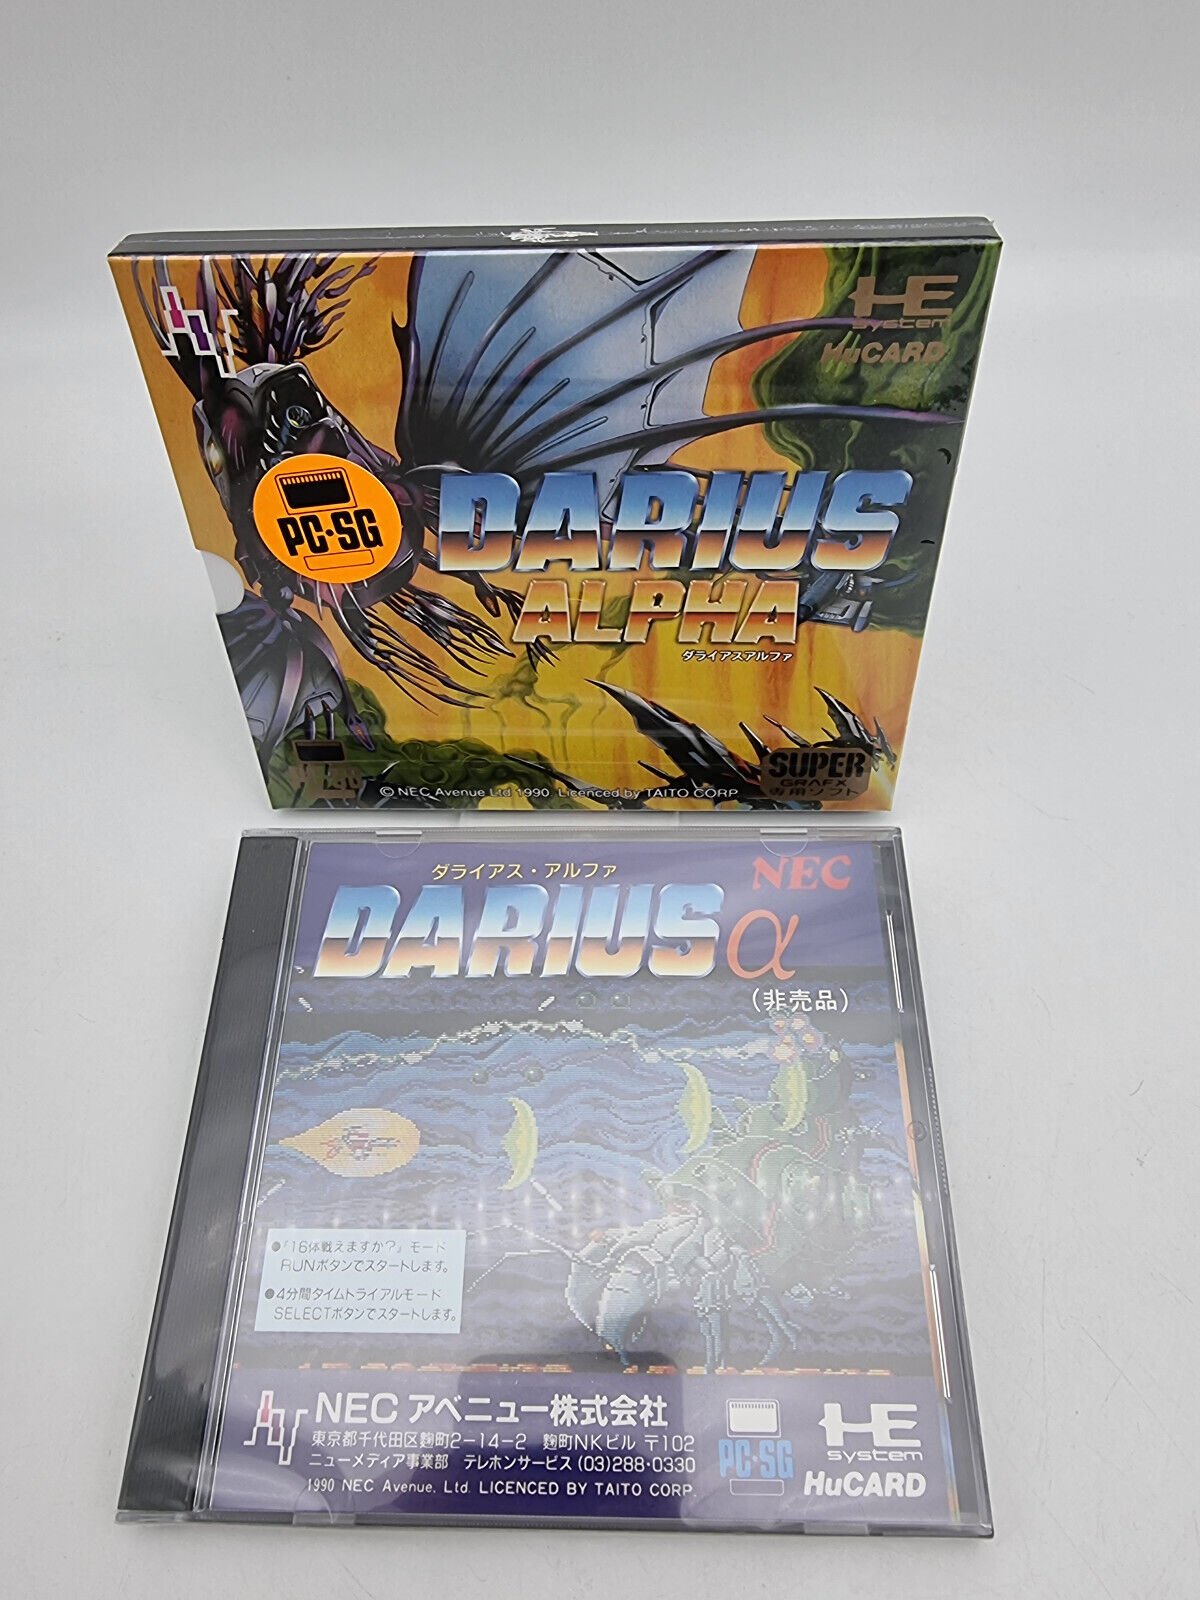 HE
system
HuCARD
PC·SG
DARIUS
ALPHA
ダライアスアルファ
SUPER
GRAFX
専用ソフト
© NEC Avenue Ltd 1990. Licenced by TAITO CORP.
ダライアス・アルファ
NEC
DARIUS α
(非売品)
●「16体戦えますか?」モード
RUNボタンでスタートします。
●4分間タイムトライアルモード
SELECTボタンでスタートします。
NEC アベニュー株式会社
東京都千代田区麹町2-14-2 麹町NKビル 〒102
ニューメディア事業部 テレホンサービス (03)288・0330
1990 NEC Avenue, Ltd. LICENCED BY TAITO CORP.
PC·SG
HE
system
HuCARD